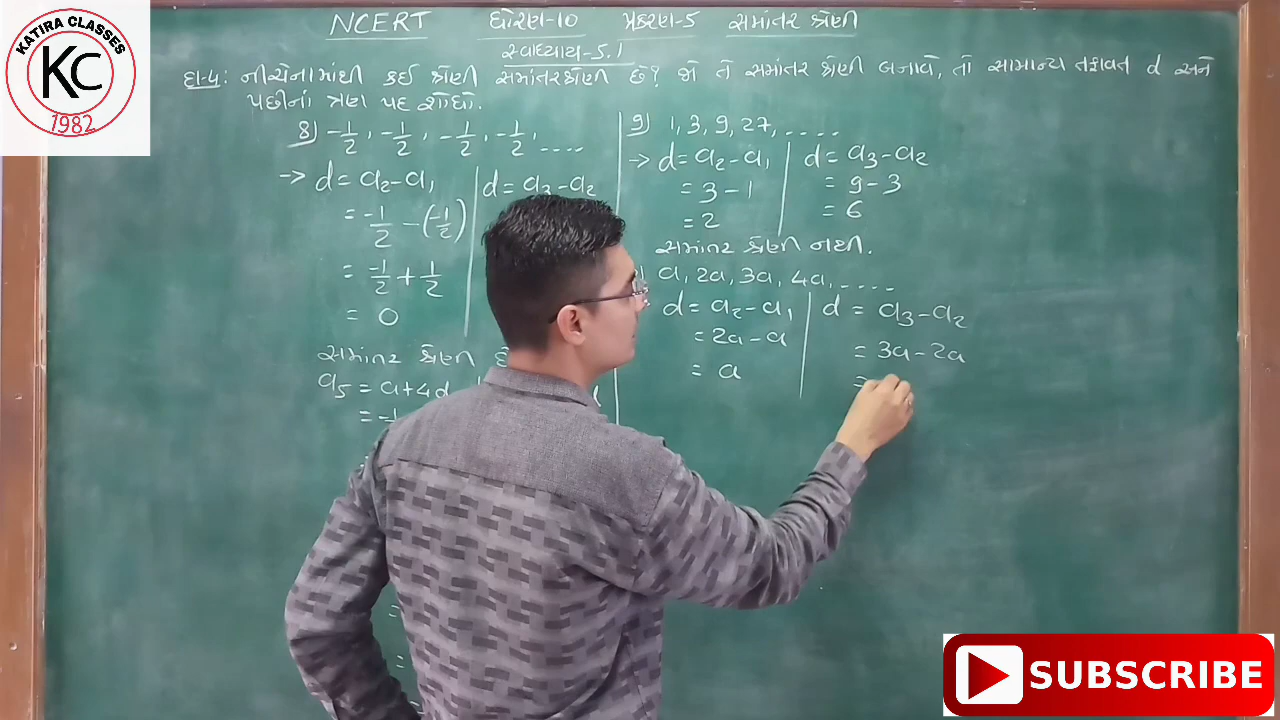 KATIRA CLASSES
KC
1982
NCERT ધોરણ-10 પ્રકરણ-5 સમાંતર શ્રેણી
સ્વાધ્યાય-5.1
દા-4: નીચેનામાંથી કઈ શ્રેણી સમાંતર શ્રેણી છે? જો તે સમાંતર શ્રેણી બનાવે, તો સામાન્ય તફાવત d અને
પછીનાં ત્રણ પદ શોધો.
8) -1/2, -1/2, -1/2, -1/2, ....
→ d = a₂-a₁
= -1/2 - (-1/2)
= -1/2 + 1/2
= 0
d = a₃-a₂
સમાંતર શ્રેણી
a₅ = a+4d
= -1
9) 1, 3, 9, 27, ....
→ d = a₂-a₁
= 3-1
= 2
d = a₃-a₂
= 9-3
= 6
સમાંતર શ્રેણી નથી.
a, 2a, 3a, 4a, ....
d = a₂-a₁
= 2a-a
= a
d = a₃-a₂
= 3a-2a
=
SUBSCRIBE